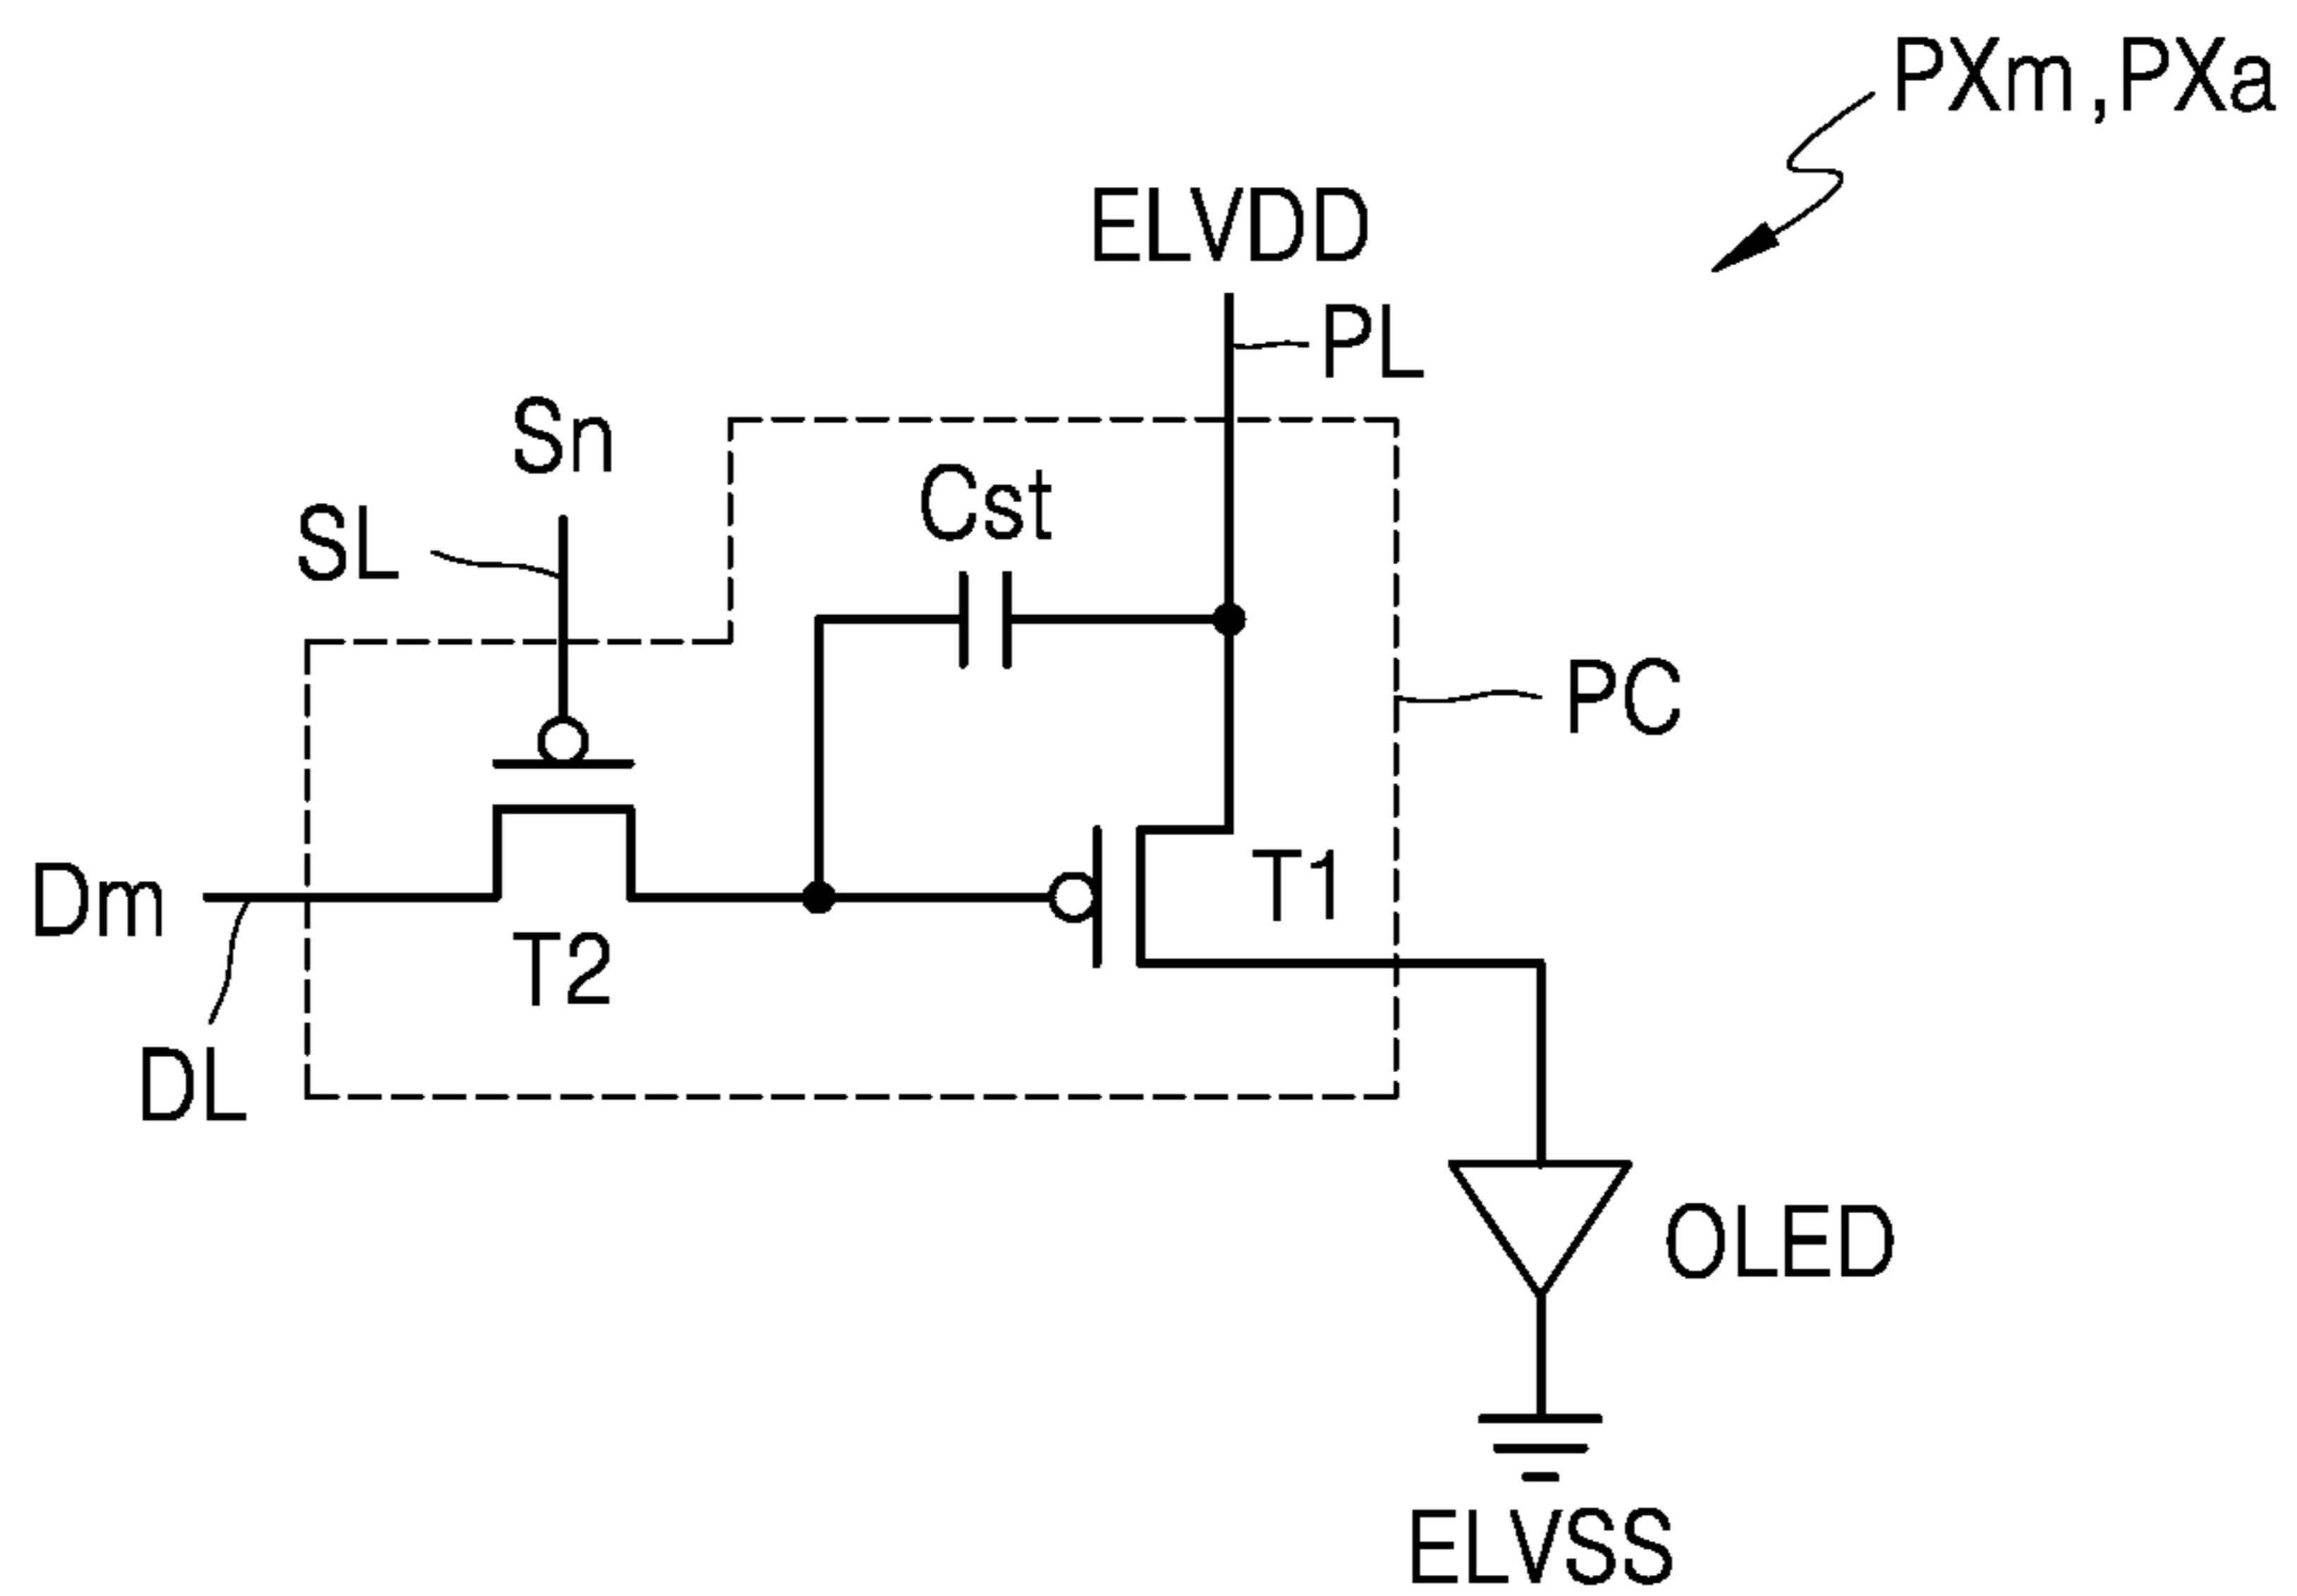 PXm,PXa
ELVDD
PL
Sn
SL
Cst
PC
T1
Dm
T2
DL
OLED
ELVSS